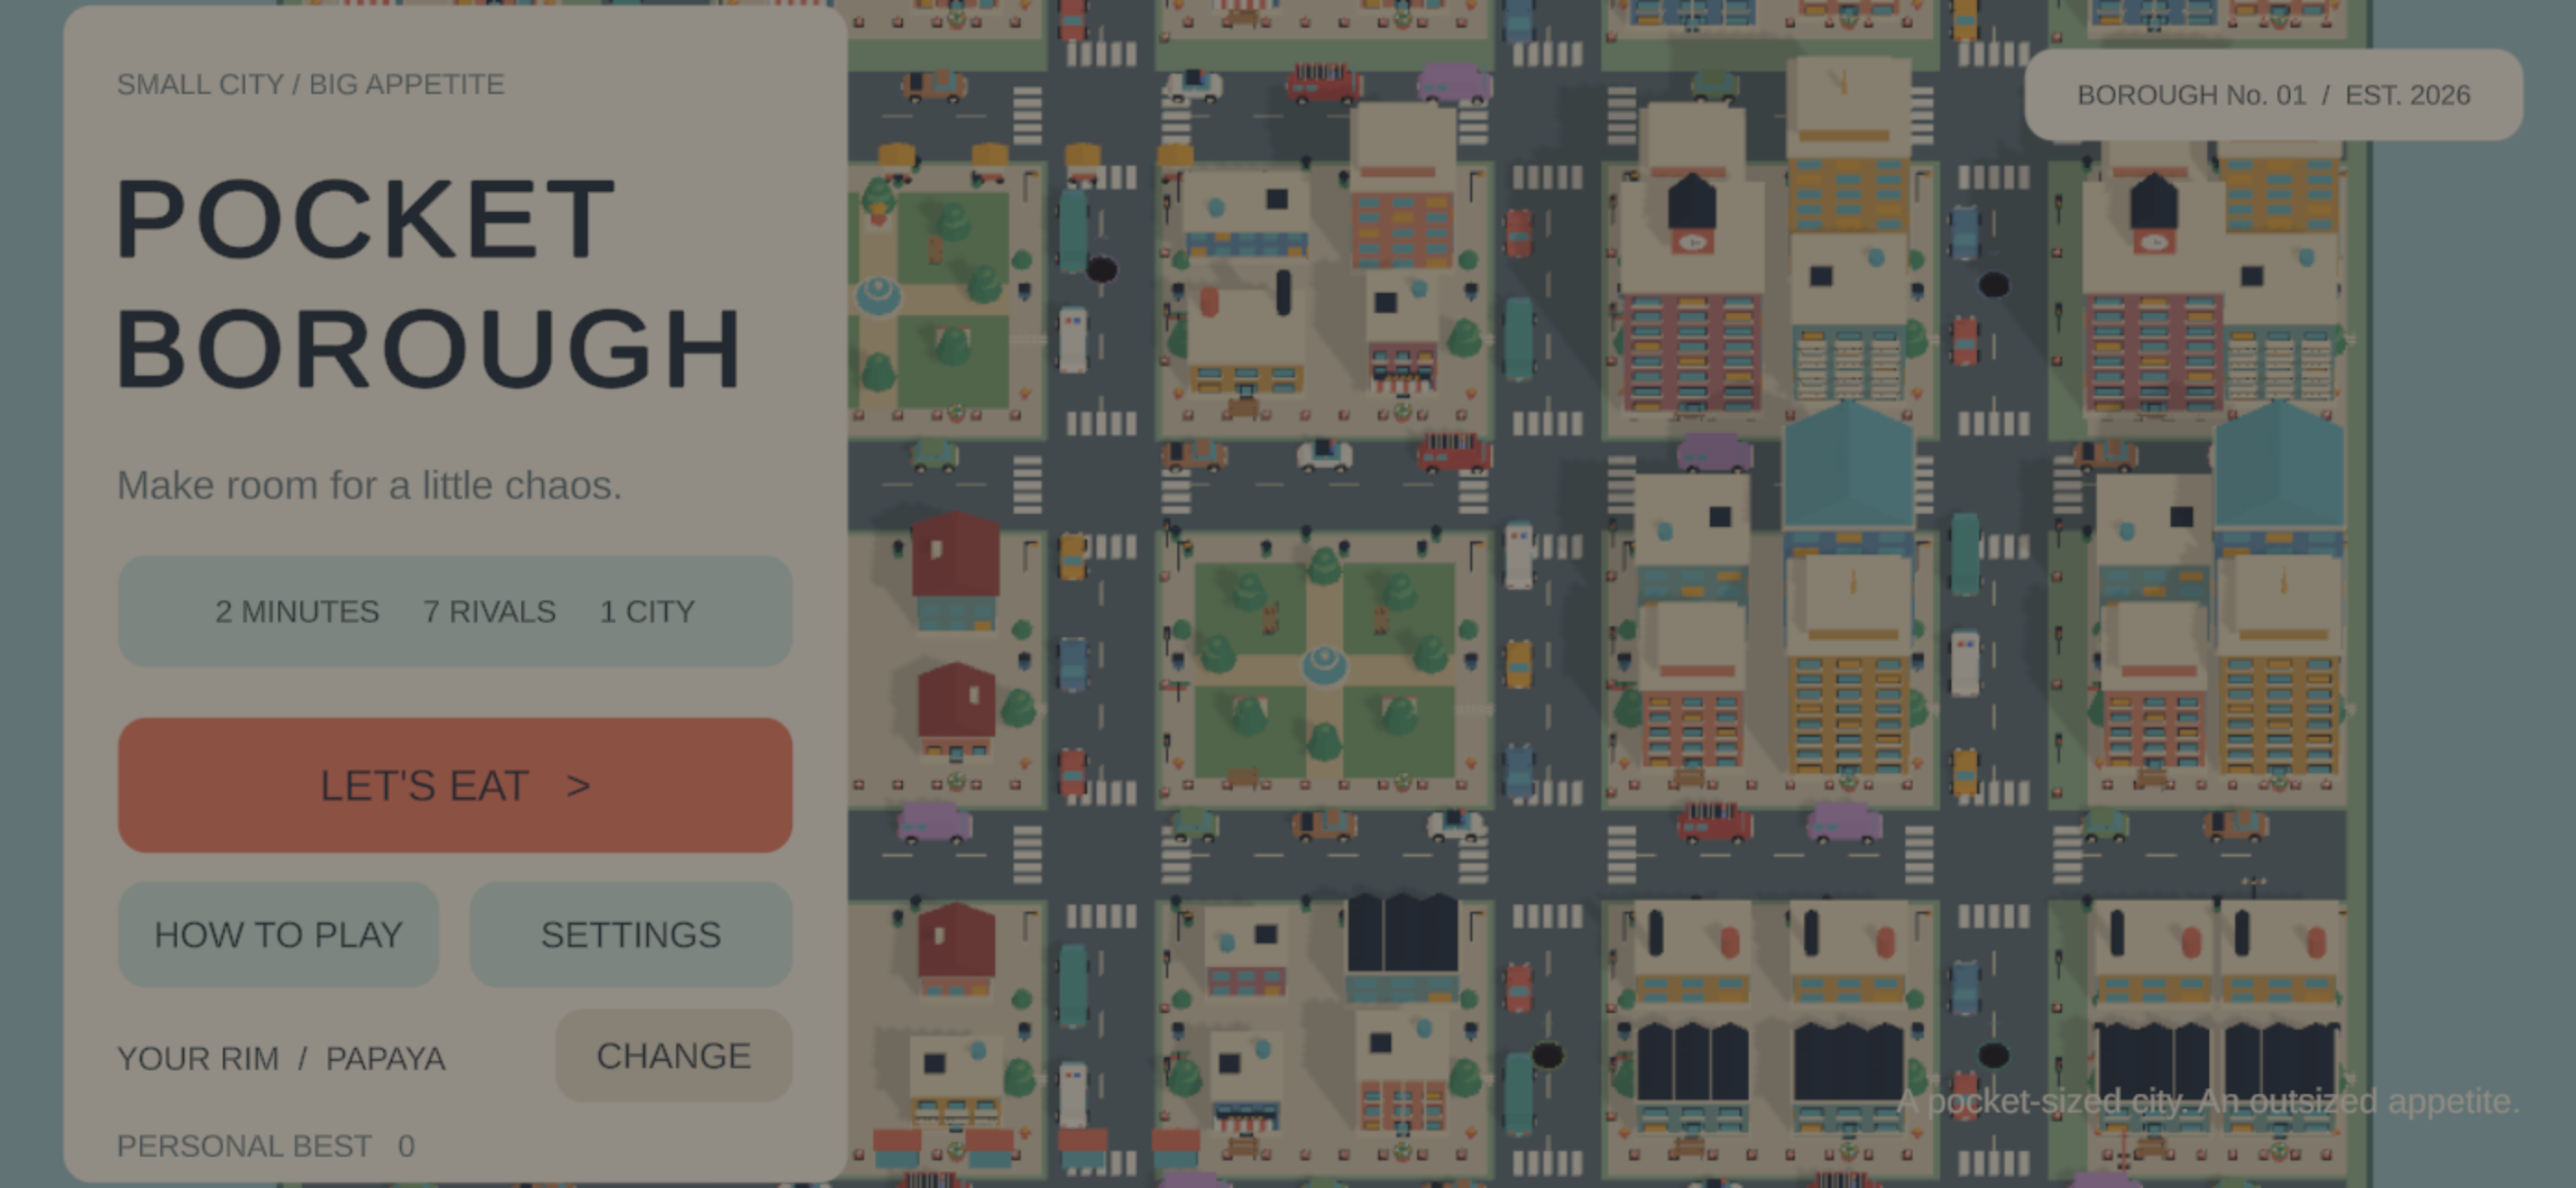 SMALL CITY / BIG APPETITE
BOROUGH No. 01 / EST. 2026
POCKET
BOROUGH
Make room for a little chaos.
2 MINUTES 7 RIVALS 1 CITY
LET'S EAT >
HOW TO PLAY SETTINGS
YOUR RIM / PAPAYA CHANGE
A pocket-sized city. An outsized appetite.
PERSONAL BEST 0